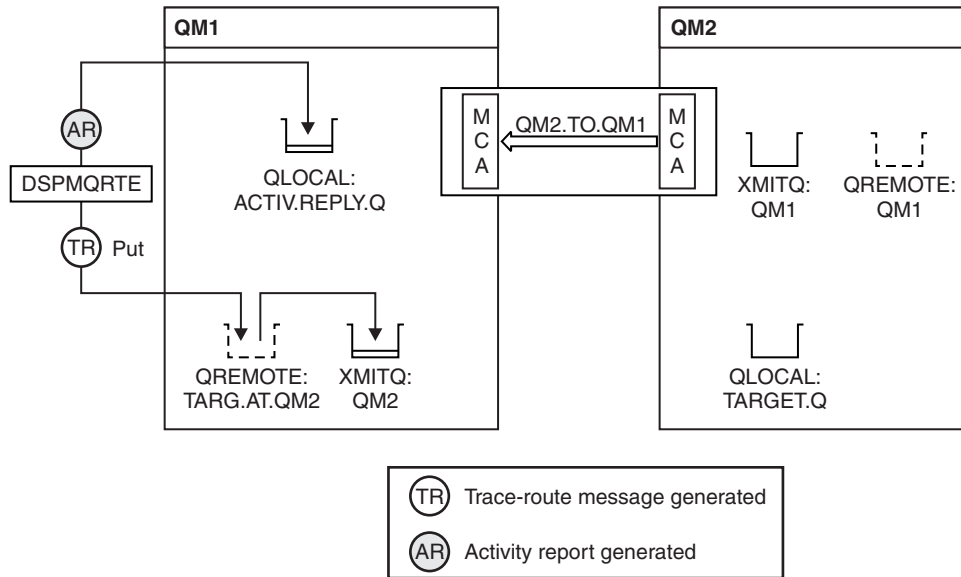 QM1
QM2
AR
DSPMQRTE
TR
Put
QLOCAL:
ACTIV.REPLY.Q
M
C
A
QM2.TO.QM1
M
C
A
XMITQ:
QM1
QREMOTE:
QM1
QREMOTE:
TARG.AT.QM2
XMITQ:
QM2
QLOCAL:
TARGET.Q
TR Trace-route message generated
AR Activity report generated